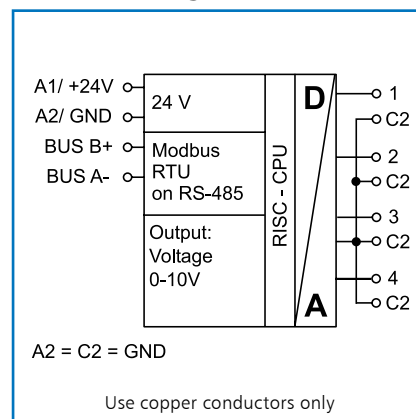 A1/ +24V
A2/ GND
BUS B+
BUS A-
24 V
Modbus
RTU
on RS-485
Output:
Voltage
0-10V
RISC - CPU
D
A
1
C2
2
C2
3
C2
4
C2
A2 = C2 = GND
Use copper conductors only